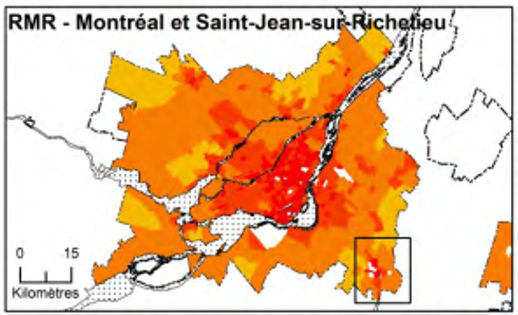 RMR - Montréal et Saint-Jean-sur-Richelieu
0 15
Kilomètres